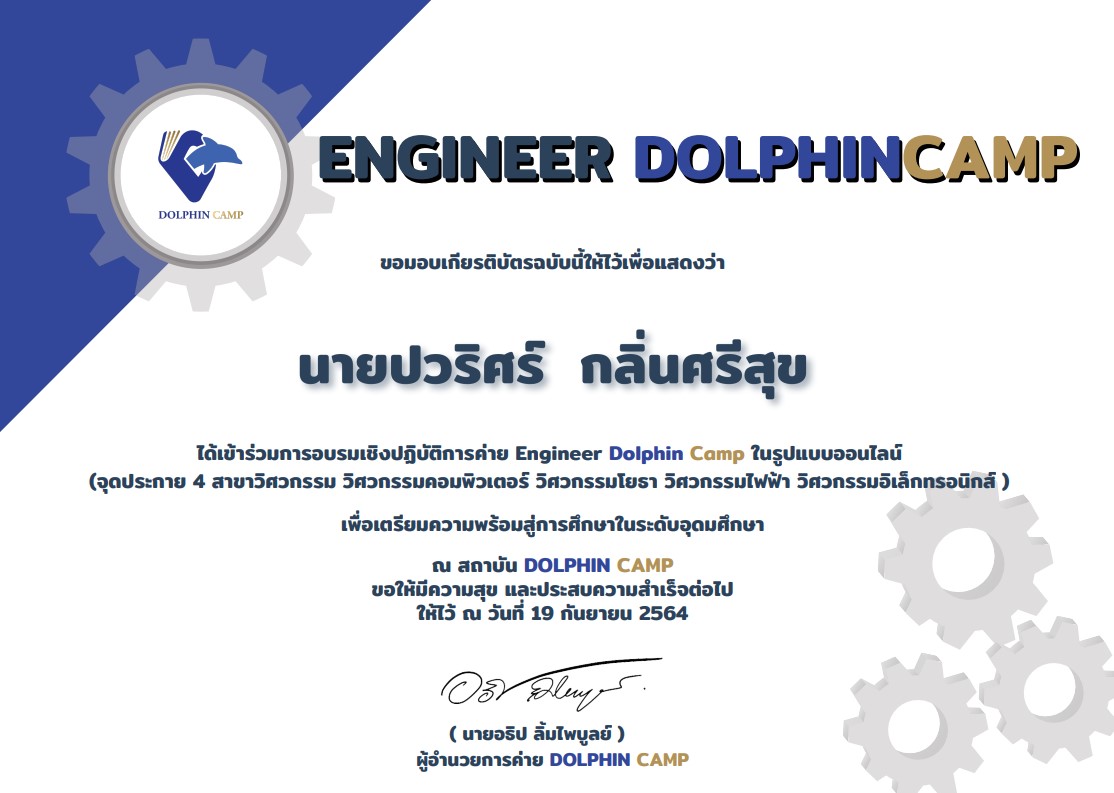 DOLPHIN CAMP
ENGINEER DOLPHINCAMP
ขอมอบเกียรติบัตรฉบับนี้ให้ไว้เพื่อแสดงว่า
นายปวริศร์ กลิ่นศรีสุข
ได้เข้าร่วมการอบรมเชิงปฏิบัติการค่าย Engineer Dolphin Camp ในรูปแบบออนไลน์
(จุดประกาย 4 สาขาวิศวกรรม วิศวกรรมคอมพิวเตอร์ วิศวกรรมโยธา วิศวกรรมไฟฟ้า วิศวกรรมอิเล็กทรอนิกส์ )
เพื่อเตรียมความพร้อมสู่การศึกษาในระดับอุดมศึกษา
ณ สถาบัน DOLPHIN CAMP
ขอให้มีความสุข และประสบความสำเร็จต่อไป
ให้ไว้ ณ วันที่ 19 กันยายน 2564
( นายอธิป ลิ้มไพบูลย์ )
ผู้อำนวยการค่าย DOLPHIN CAMP